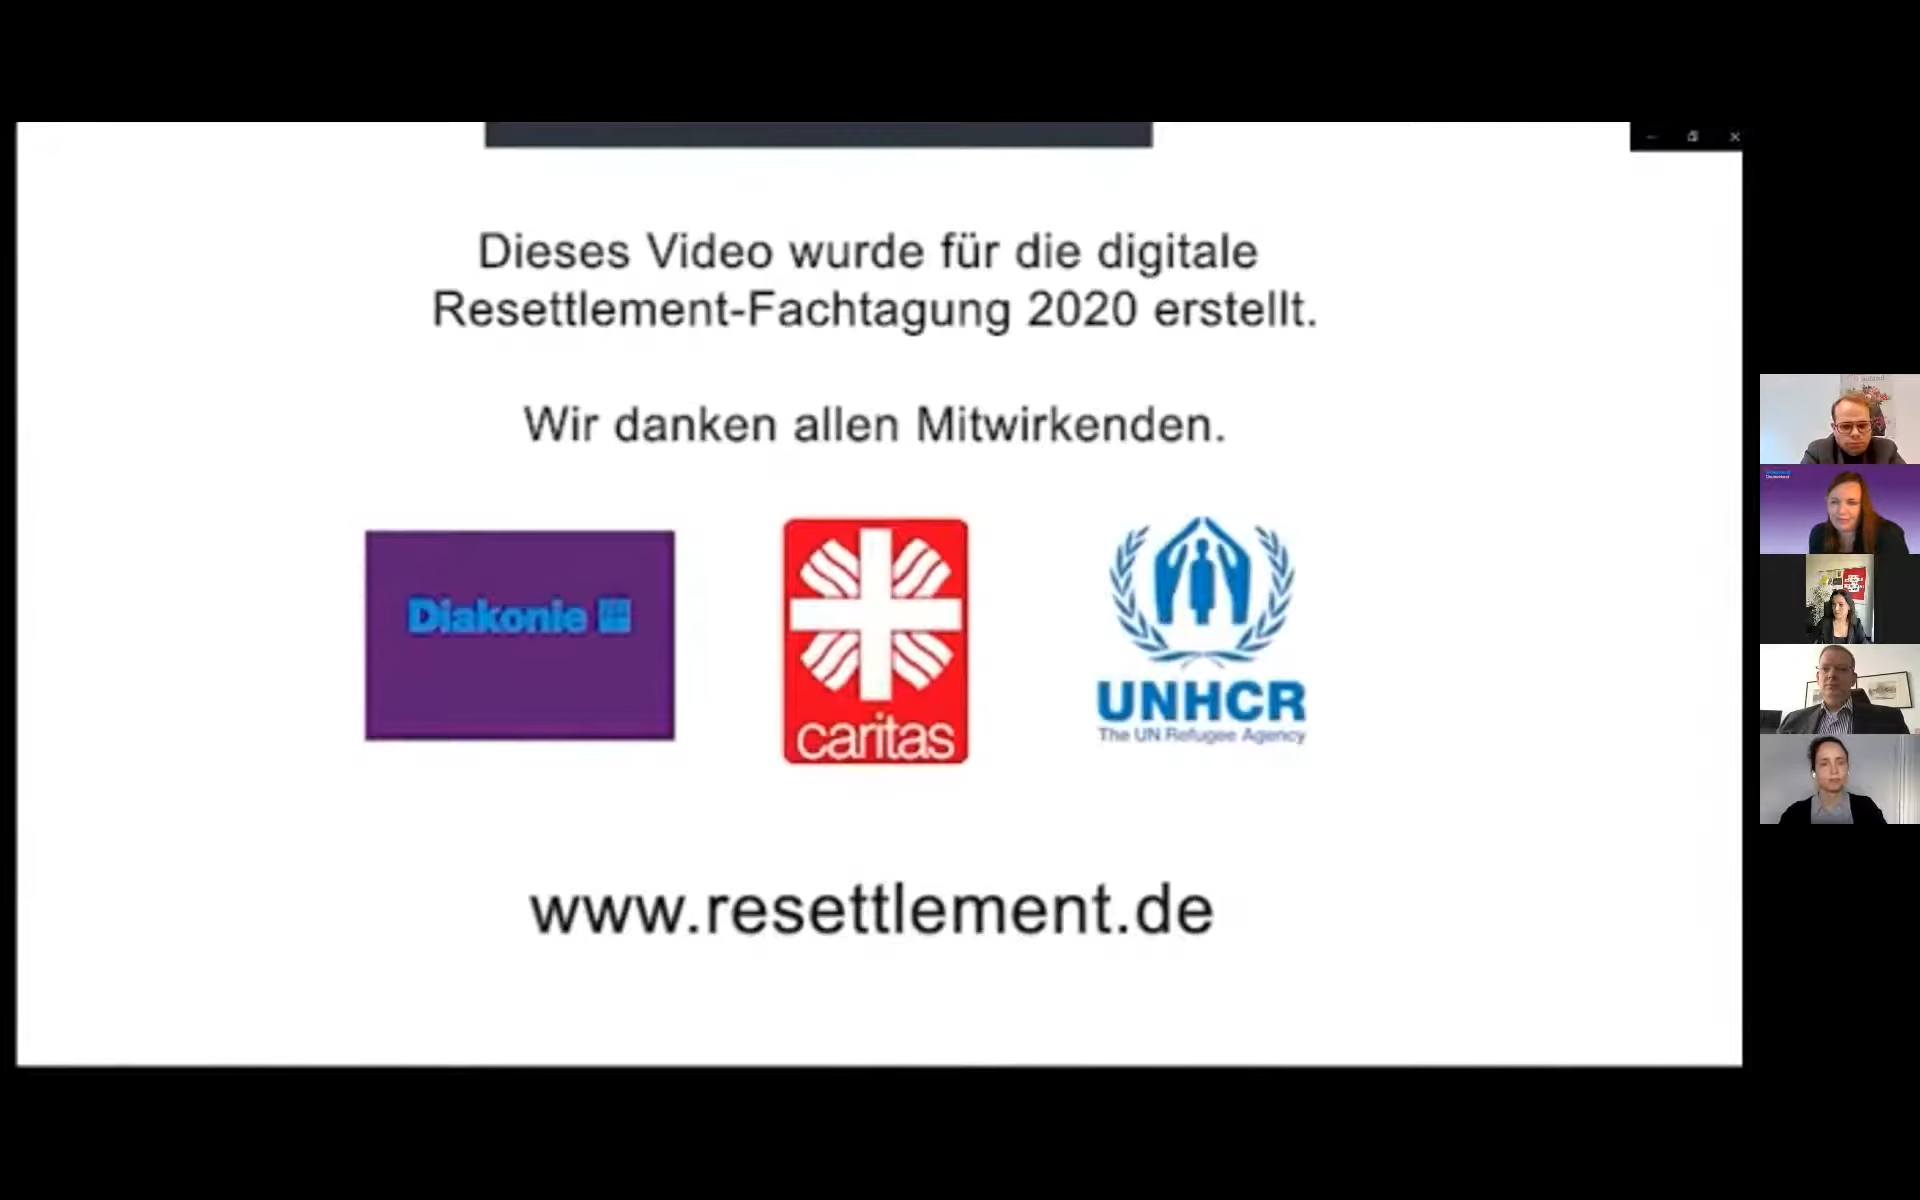 Dieses Video wurde für die digitale
Resettlement-Fachtagung 2020 erstellt.
Wir danken allen Mitwirkenden.
Diakonie
caritas
UNHCR
The UN Refugee Agency
www.resettlement.de